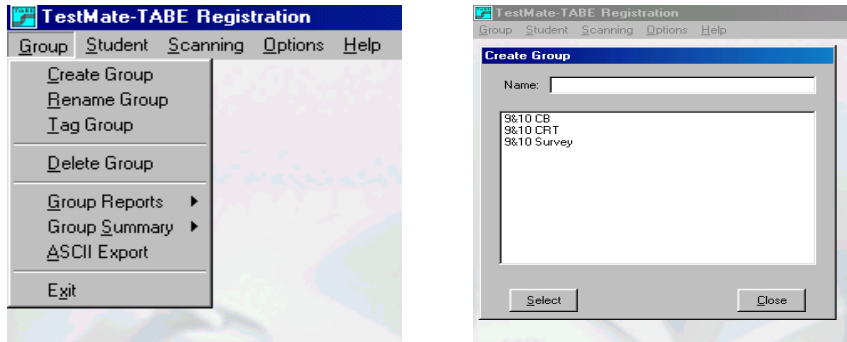 TestMate-TABE Registration
Group Student Scanning Options Help
Create Group
Rename Group
Tag Group
Delete Group
Group Reports
Group Summary
ASCII Export
Exit
TestMate-TABE Registration
Group Student Scanning Options Help
Create Group
Name:
9&10 CB
9&10 CRT
9&10 Survey
Select Close